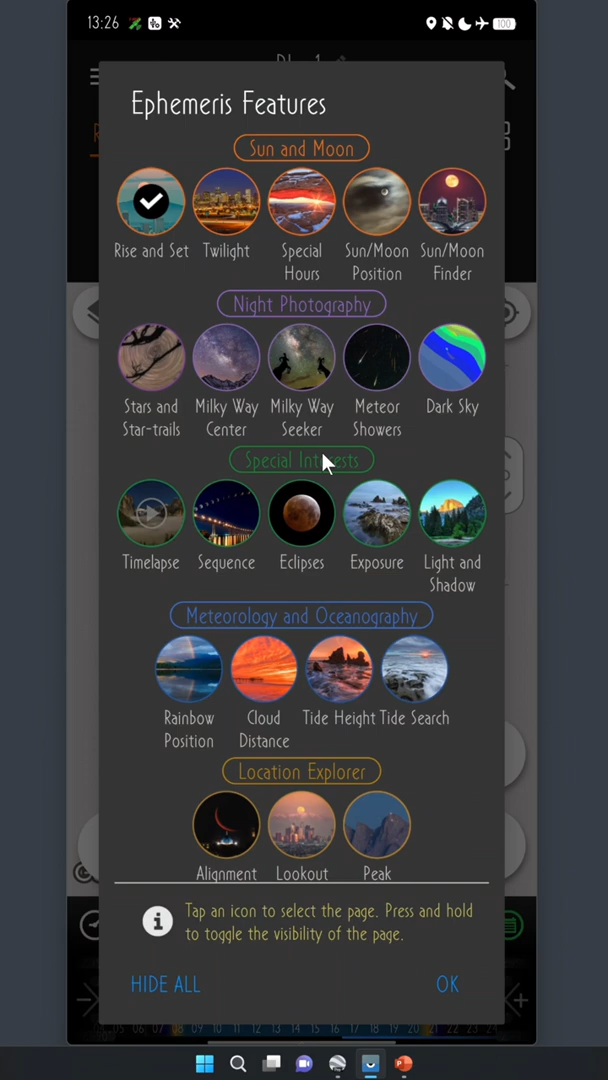 13:26
100
Ephemeris Features
Sun and Moon
Rise and Set
Twilight
Special
Hours
Sun/Moon
Position
Sun/Moon
Finder
Night Photography
Stars and
Star-trails
Milky Way
Center
Milky Way
Seeker
Meteor
Showers
Dark Sky
Special Interests
Timelapse
Sequence
Eclipses
Exposure
Light and
Shadow
Meteorology and Oceanography
Rainbow
Position
Cloud
Distance
Tide Height
Tide Search
Location Explorer
Alignment
Lookout
Peak
Tap an icon to select the page. Press and hold
to toggle the visibility of the page.
HIDE ALL
OK